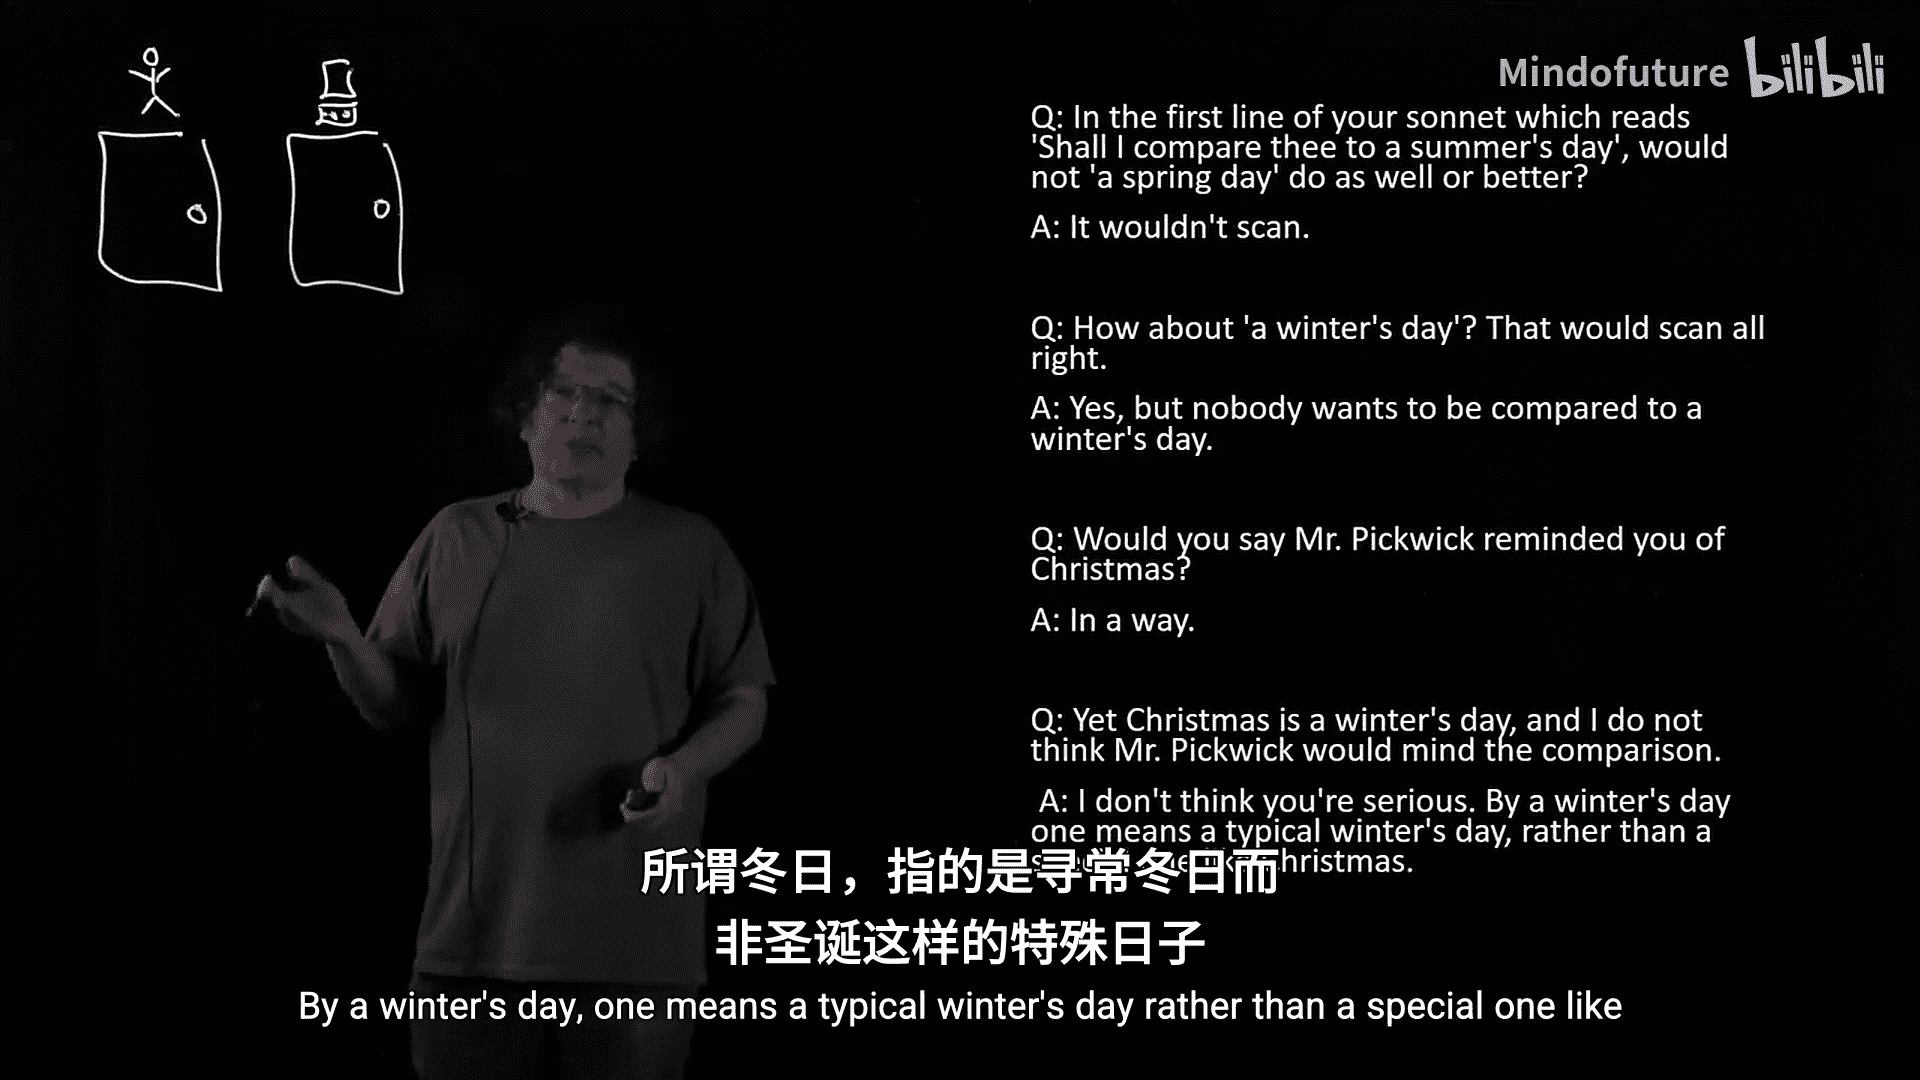 Mindofuture bilibili
Q: In the first line of your sonnet which reads
'Shall I compare thee to a summer's day', would
not 'a spring day' do as well or better?
A: It wouldn't scan.
Q: How about 'a winter's day'? That would scan all
right.
A: Yes, but nobody wants to be compared to a
winter's day.
Q: Would you say Mr. Pickwick reminded you of
Christmas?
A: In a way.
Q: Yet Christmas is a winter's day, and I do not
think Mr. Pickwick would mind the comparison.
A: I don't think you're serious. By a winter's day
one means a typical winter's day, rather than a
Christmas.
所谓冬日，指的是寻常冬日而
非圣诞这样的特殊日子
By a winter's day, one means a typical winter's day rather than a special one like